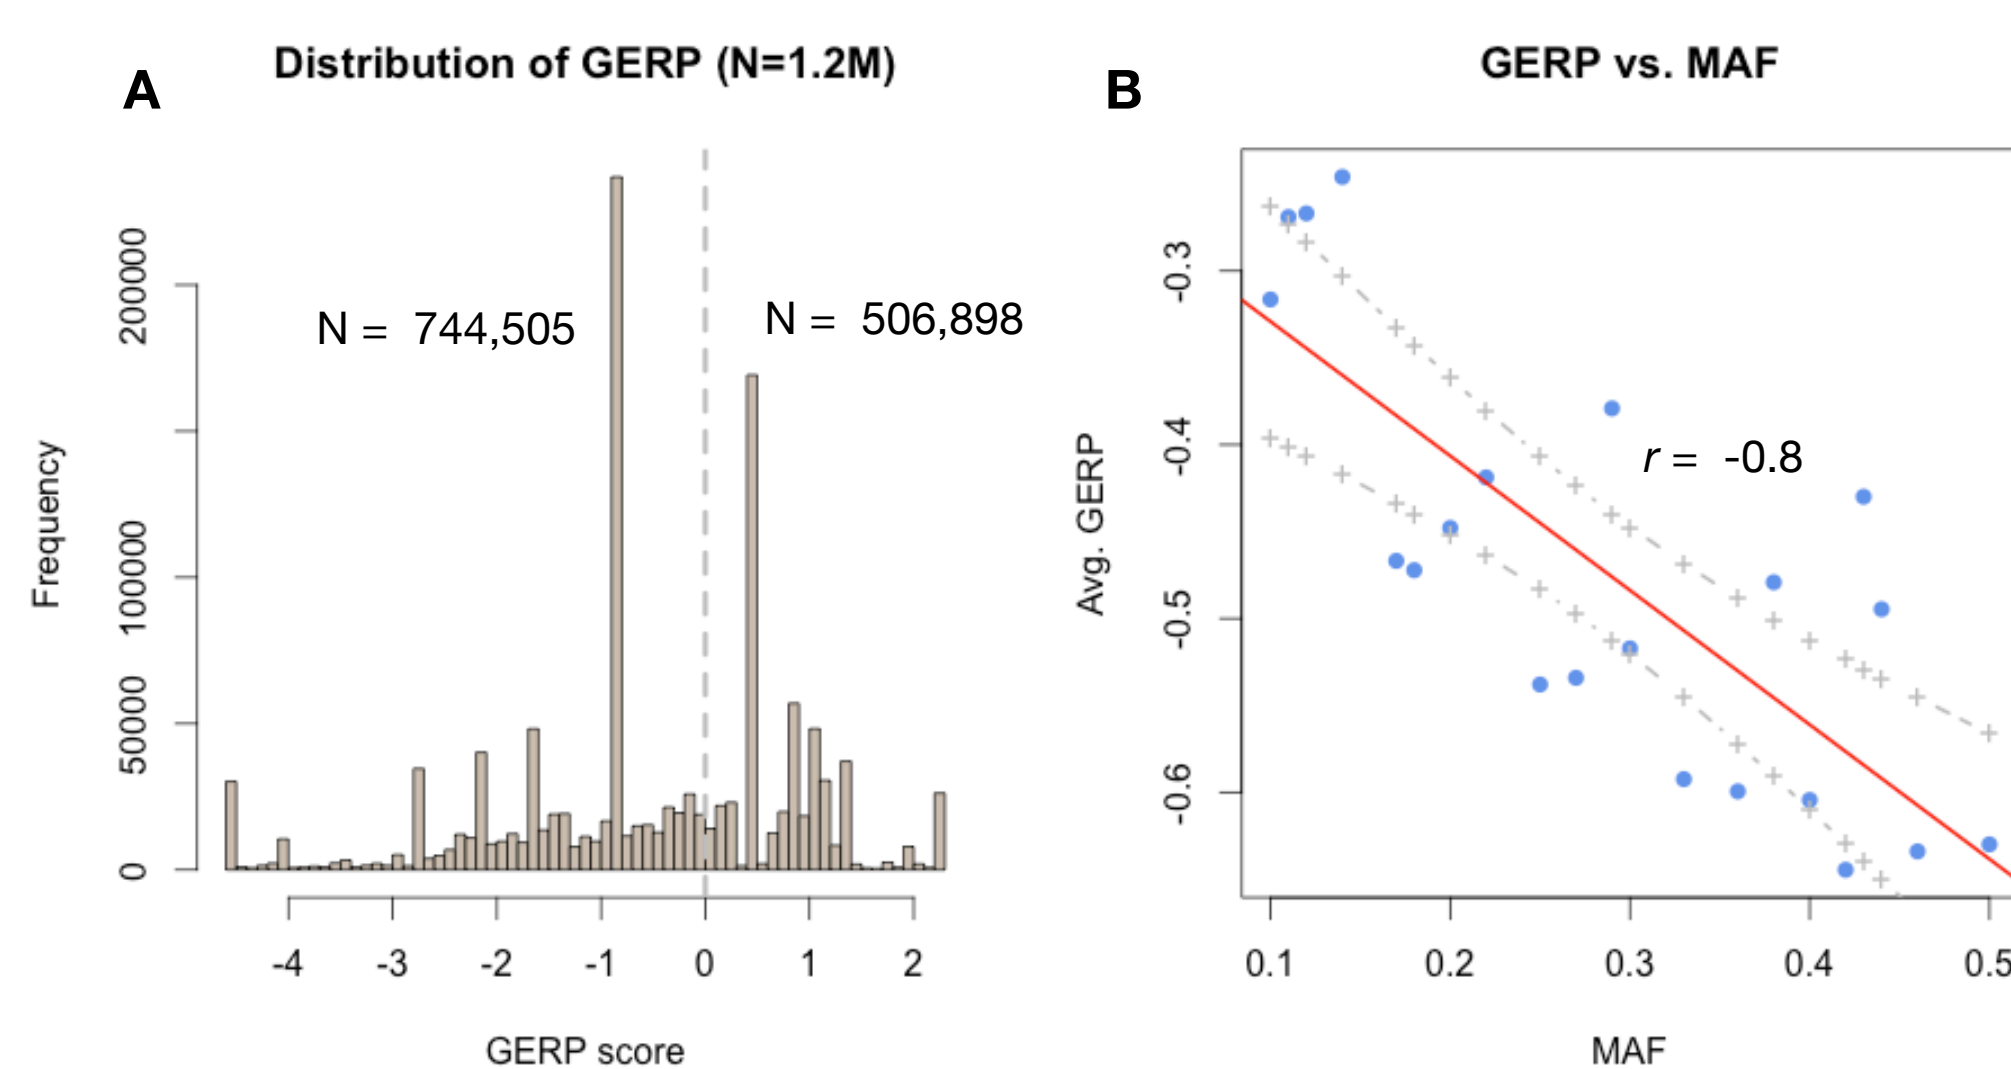 A
Distribution of GERP (N=1.2M)
N = 744,505
N = 506,898
Frequency
0
50000
100000
200000
-4
-3
-2
-1
0
1
2
GERP score
B
GERP vs. MAF
r = -0.8
Avg. GERP
-0.3
-0.4
-0.5
-0.6
0.1
0.2
0.3
0.4
0.5
MAF